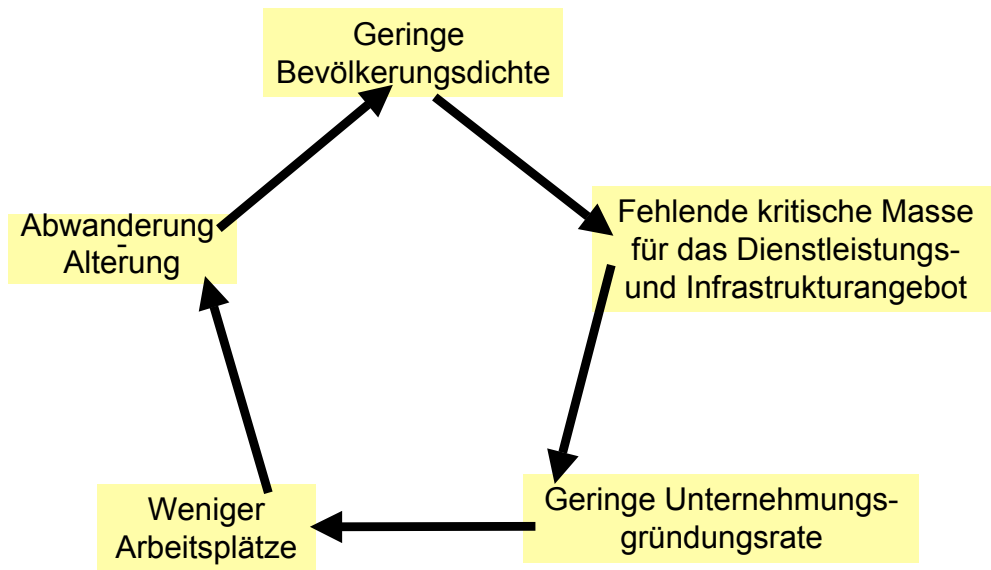 Geringe
Bevölkerungsdichte
Fehlende kritische Masse
für das Dienstleistungs-
und Infrastrukturangebot
Geringe Unternehmungs-
gründungsrate
Weniger
Arbeitsplätze
Abwanderung
-
Alterung